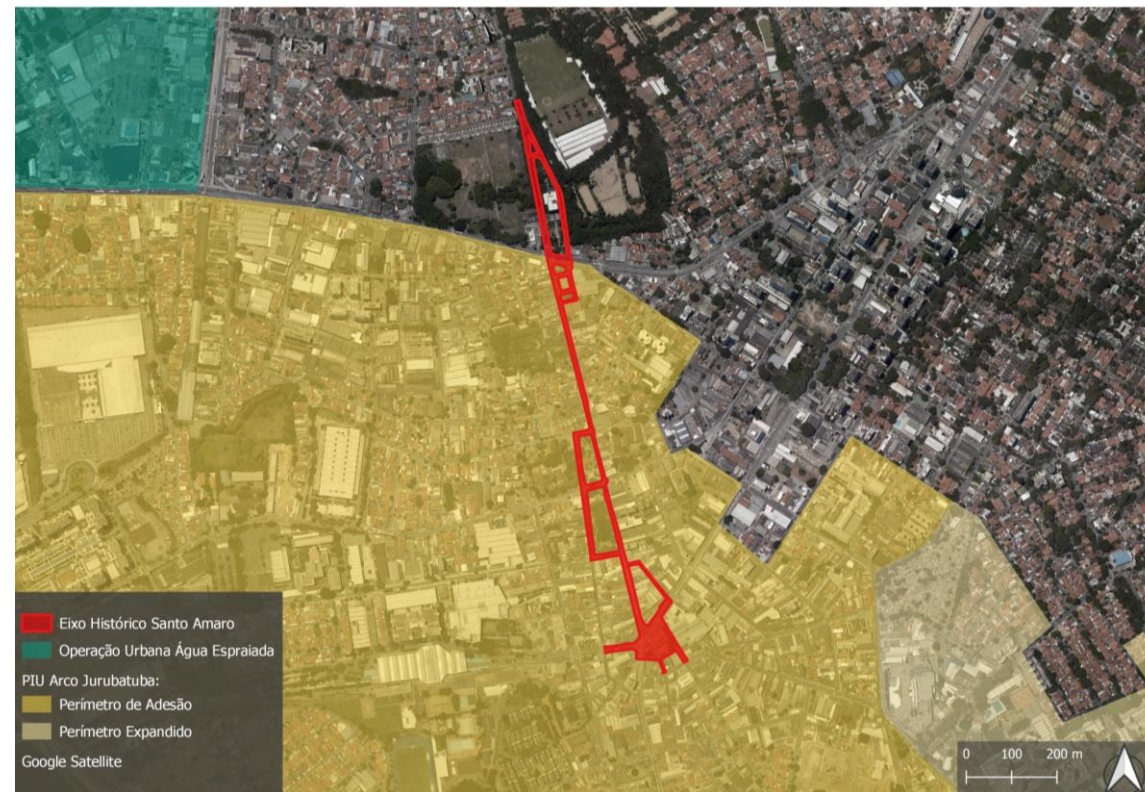 Eixo Histórico Santo Amaro
Operação Urbana Água Espraiada
PIU Arco Jurubatuba:
Perímetro de Adesão
Perímetro Expandido
Google Satellite
0 100 200 m